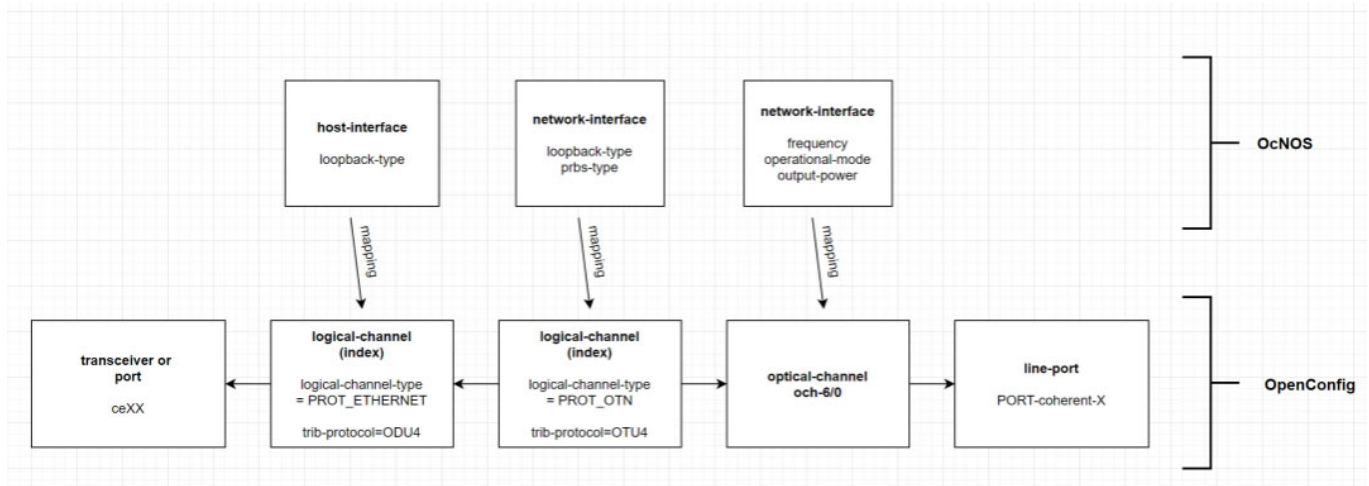 host-interface
loopback-type
network-interface
loopback-type
prbs-type
network-interface
frequency
operational-mode
output-power
OcNOS
mapping
mapping
mapping
transceiver or
port
ceXX
logical-channel
(index)
logical-channel-type
= PROT_ETHERNET
trib-protocol=ODU4
logical-channel
(index)
logical-channel-type
= PROT_OTN
trib-protocol=OTU4
optical-channel
och-6/0
line-port
PORT-coherent-X
OpenConfig